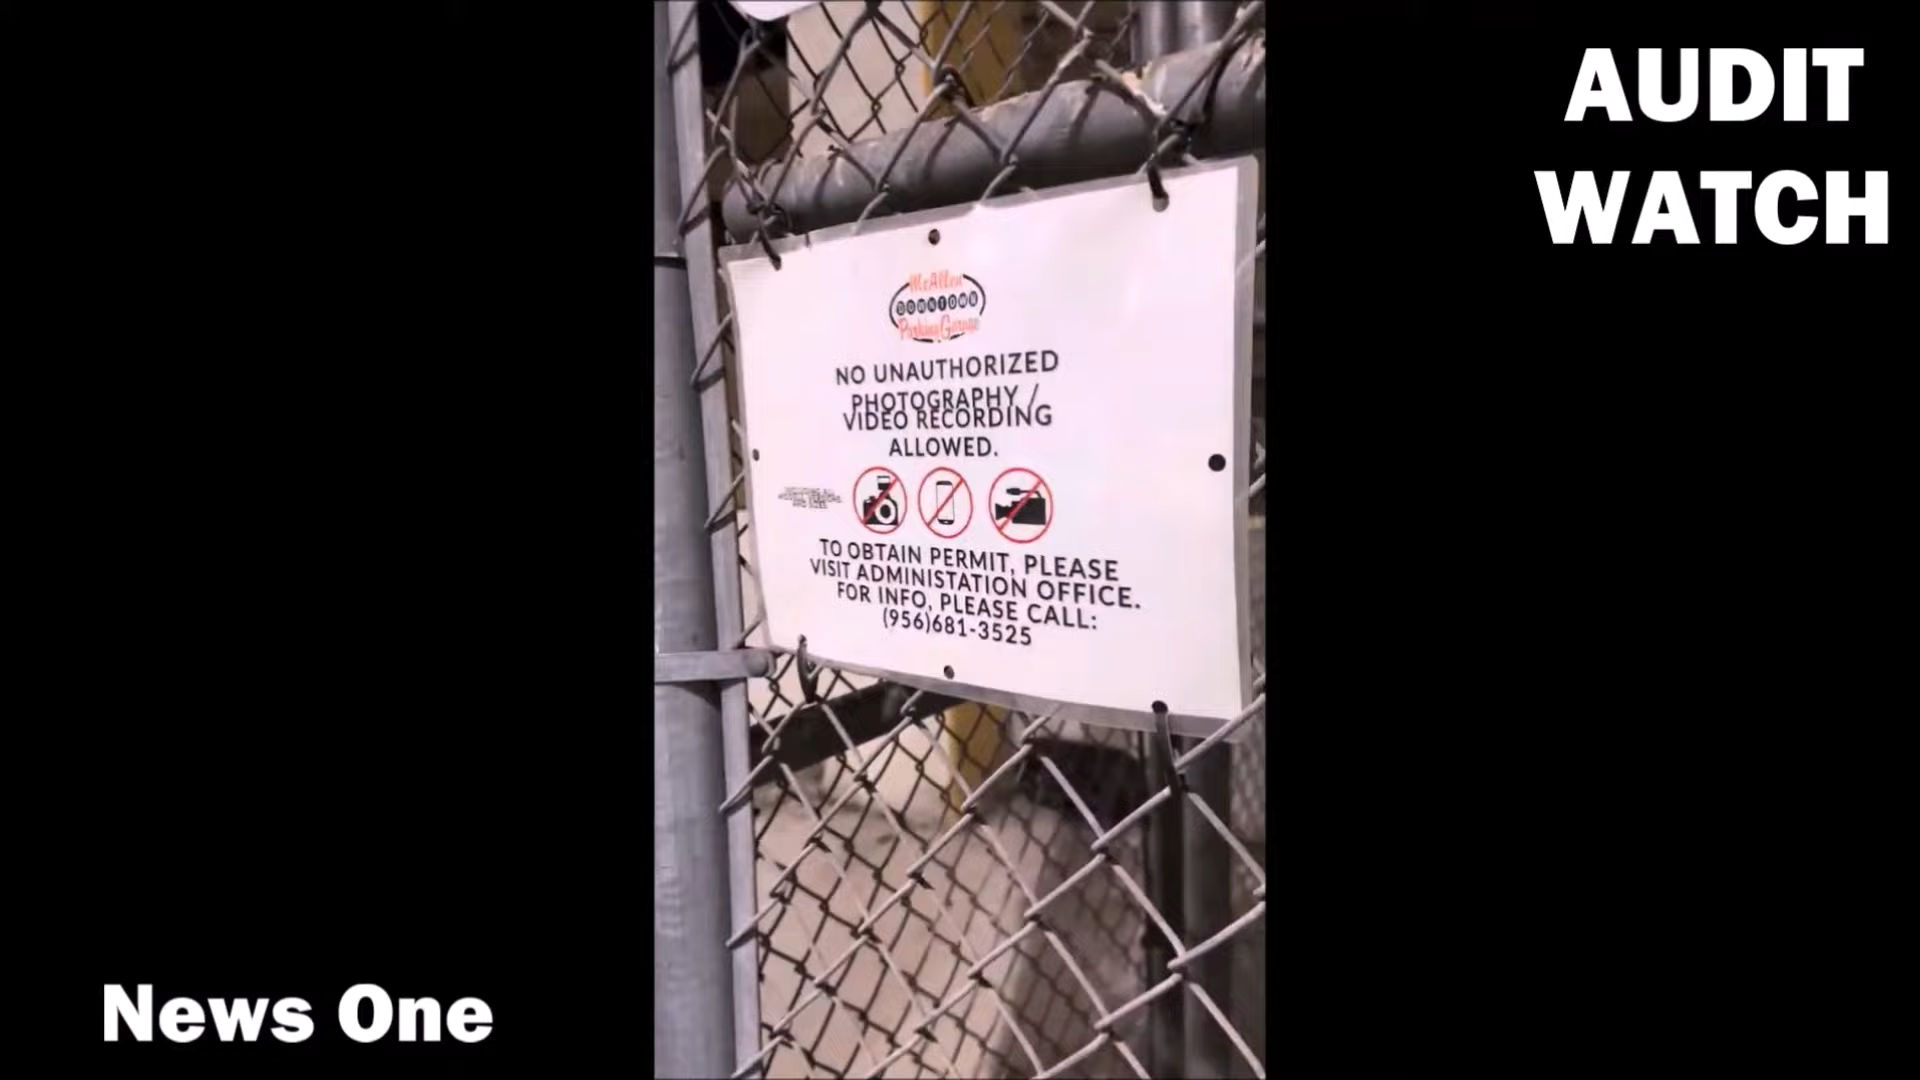 AUDIT
WATCH
McAllen
DOWNTOWN
Parking Garage
NO UNAUTHORIZED
PHOTOGRAPHY /
VIDEO RECORDING
ALLOWED.
TO OBTAIN PERMIT, PLEASE
VISIT ADMINISTATION OFFICE.
FOR INFO, PLEASE CALL:
(956)681-3525
News One